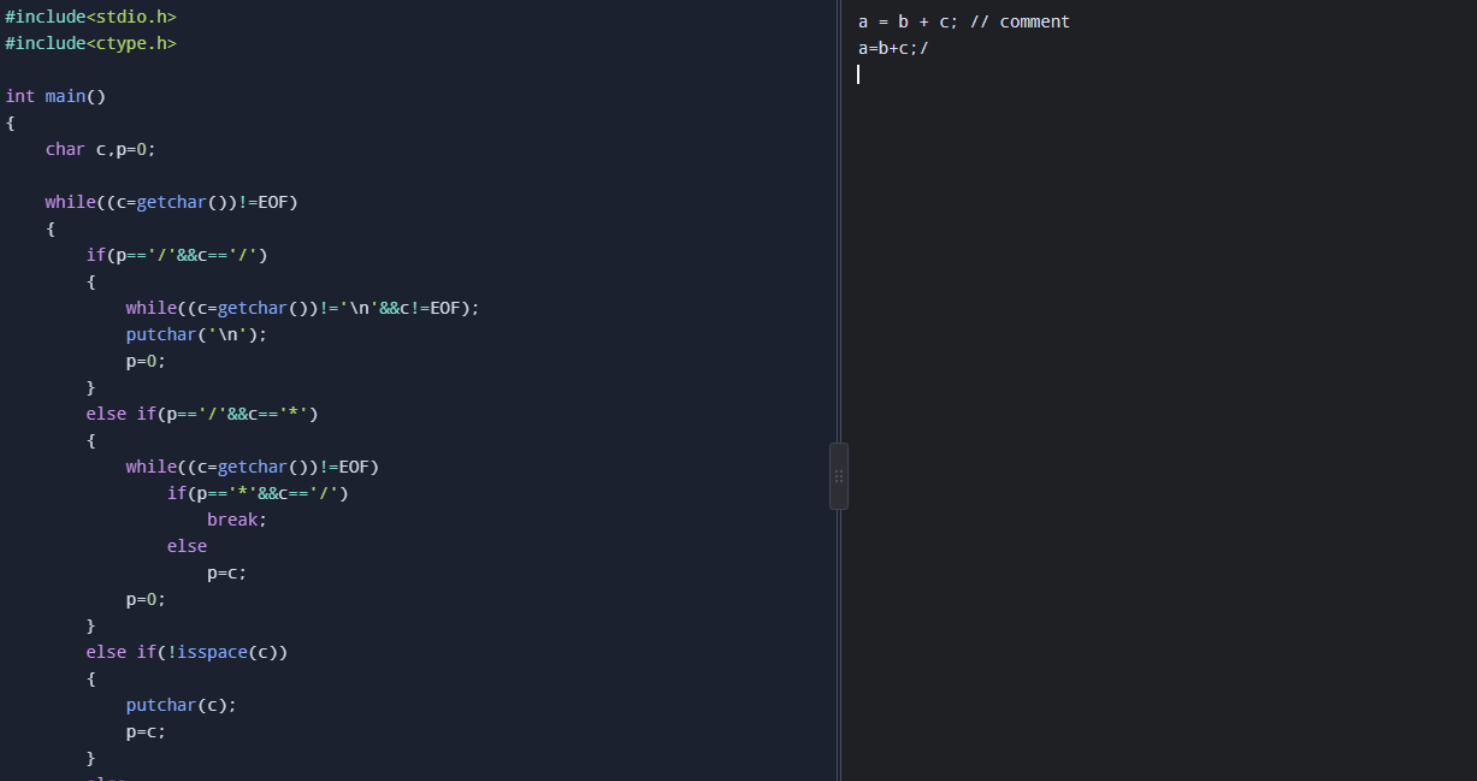 #include<stdio.h>
#include<ctype.h>
int main()
{
char c,p=0;
while((c=getchar())!=EOF)
{
if(p=='/'&&c=='/')
{
while((c=getchar())!='\n'&&c!=EOF);
putchar('\n');
p=0;
}
else if(p=='/'&&c=='*')
{
while((c=getchar())!=EOF)
if(p=='*'&&c=='/')
break;
else
p=c;
p=0;
}
else if(!isspace(c))
{
putchar(c);
p=c;
}
a = b + c; // comment
a=b+c;/